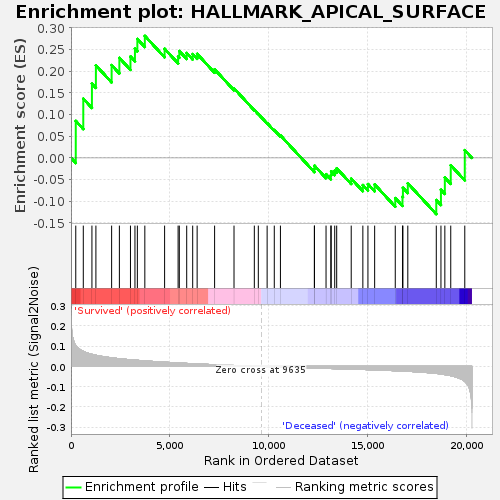 Enrichment plot: HALLMARK_APICAL_SURFACE
Enrichment score (ES)
0.30
0.25
0.20
0.15
0.10
0.05
0.00
-0.05
-0.10
-0.15
'Survived' (positively correlated)
Ranked list metric (Signal2Noise)
0.3
0.2
0.1
0.0
-0.1
-0.2
-0.3
Zero cross at 9635
'Deceased' (negatively correlated)
0 5,000 10,000 15,000 20,000
Rank in Ordered Dataset
Enrichment profile Hits Ranking metric scores